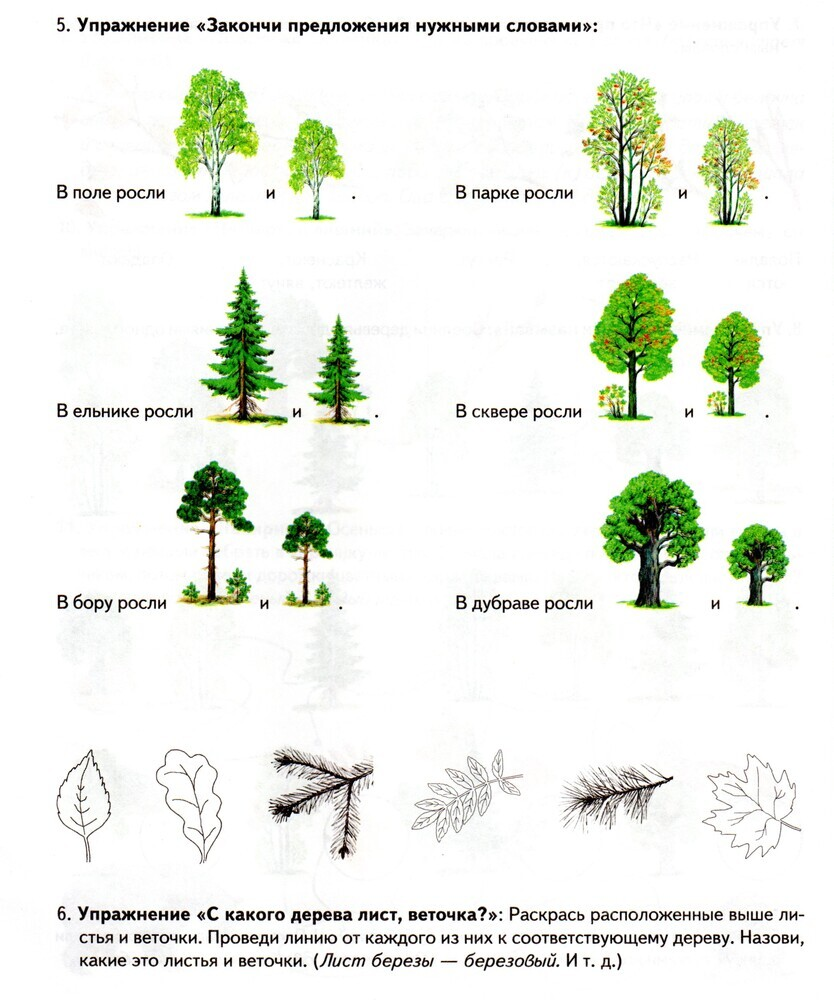 5. Упражнение «Закончи предложения нужными словами»:
В поле росли и .
В парке росли и .
В ельнике росли и .
В сквере росли и .
В бору росли и .
В дубраве росли и .
6. Упражнение «С какого дерева лист, веточка?»: Раскрась расположенные выше ли-
стья и веточки. Проведи линию от каждого из них к соответствующему дереву. Назови,
какие это листья и веточки. (Лист березы — березовый. И т. д.)